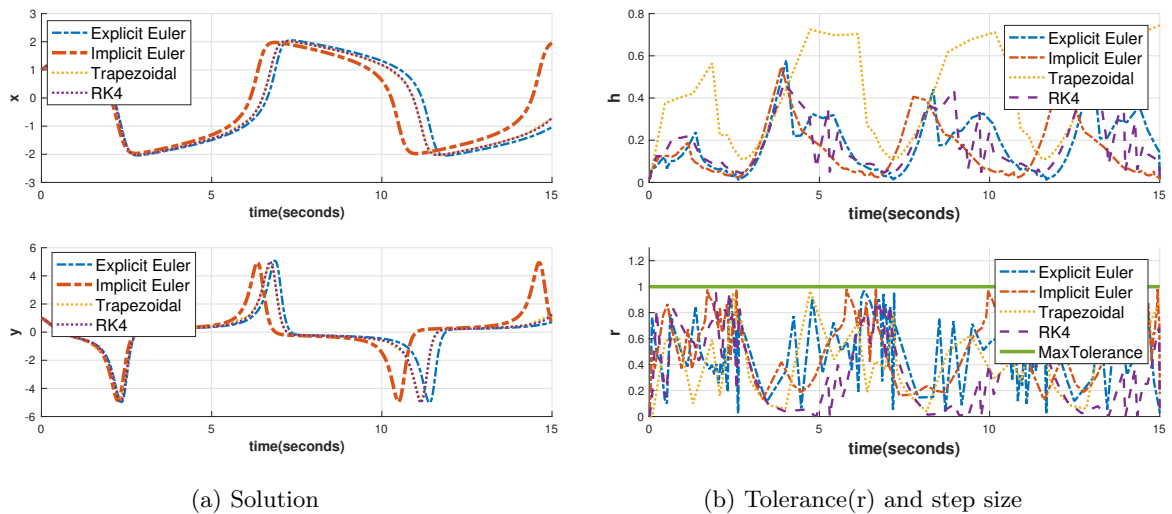 3
2
1
0
-1
-2
-3
x
Explicit Euler
Implicit Euler
Trapezoidal
RK4
0
5
10
15
time(seconds)
6
4
2
0
-2
-4
-6
y
Explicit Euler
Implicit Euler
Trapezoidal
RK4
0
5
10
15
time(seconds)
(a) Solution
0.8
0.6
0.4
0.2
0
h
Explicit Euler
Implicit Euler
Trapezoidal
RK4
0
5
10
15
time(seconds)
1.2
1
0.8
0.6
0.4
0.2
0
r
Explicit Euler
Implicit Euler
Trapezoidal
RK4
MaxTolerance
0
5
10
15
time(seconds)
(b) Tolerance(r) and step size